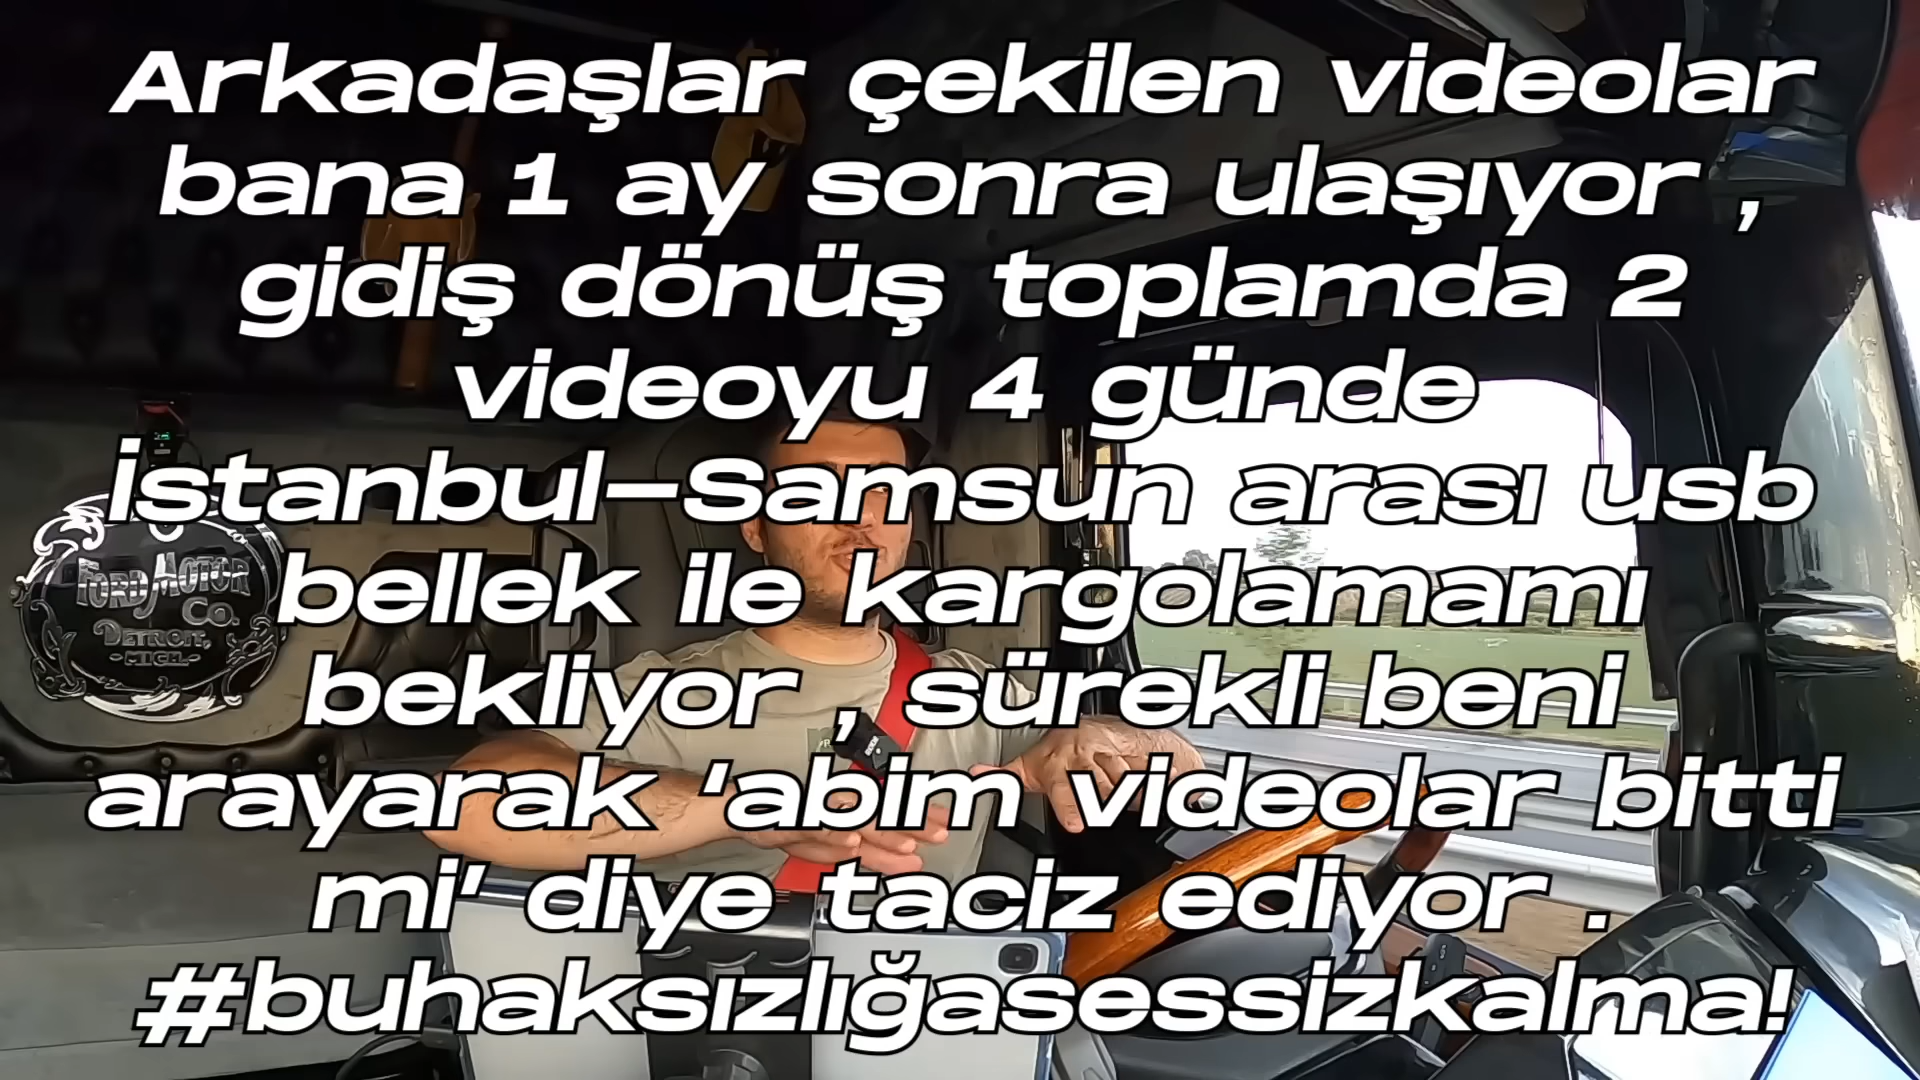 Arkadaşlar çekilen videolar
bana 1 ay sonra ulaşıyor ,
gidiş dönüş toplamda 2
videoyu 4 günde
İstanbul-Samsun arası usb
bellek ile kargolamamı
bekliyor , sürekli beni
arayarak ‘abim videolar bitti
mi’ diye taciz ediyor .
#buhaksızlığasessizkalma!
FORD MOTOR
Co.
DETROIT,
-MICH.-